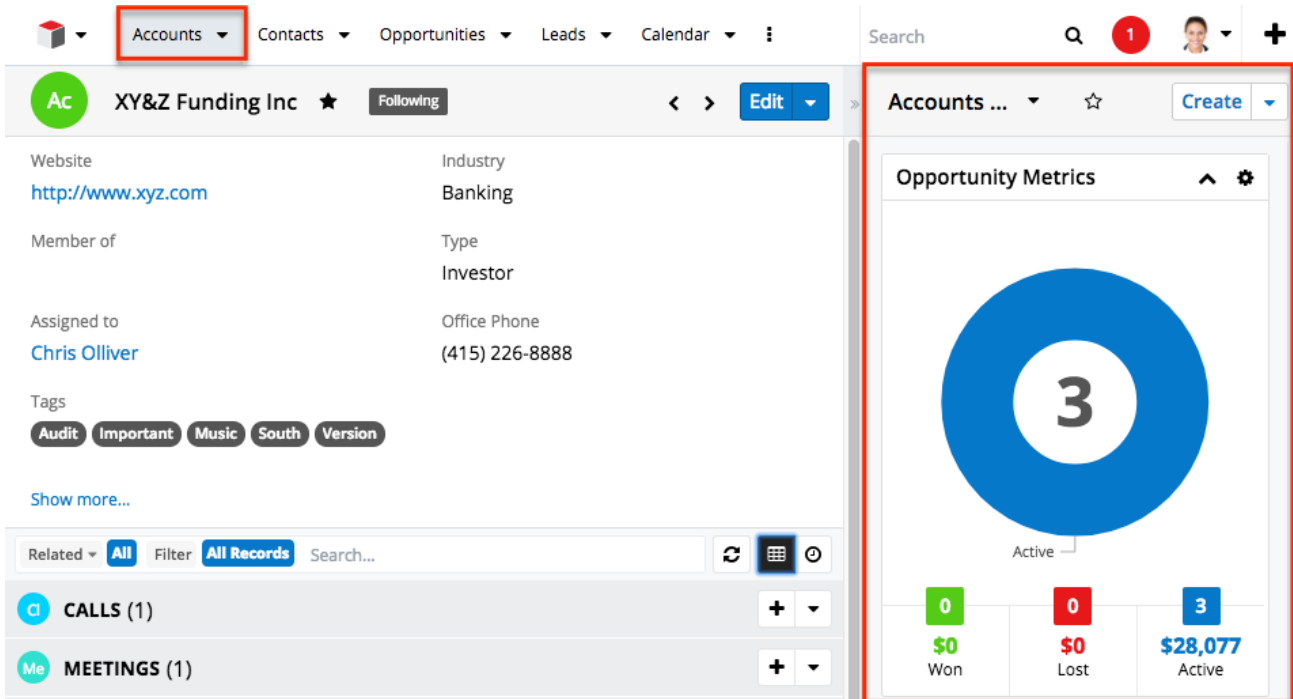 Accounts Contacts Opportunities Leads Calendar Search 1
Ac XY&Z Funding Inc Following Edit
Accounts ... Create
Website Industry
http://www.xyz.com Banking
Member of Type
Investor
Assigned to Office Phone
Chris Olliver (415) 226-8888
Tags
Audit Important Music South Version
Show more...
Related All Filter All Records Search...
CI CALLS (1)
Me MEETINGS (1)
Opportunity Metrics
3
Active
0 0 3
$0 $0 $28,077
Won Lost Active